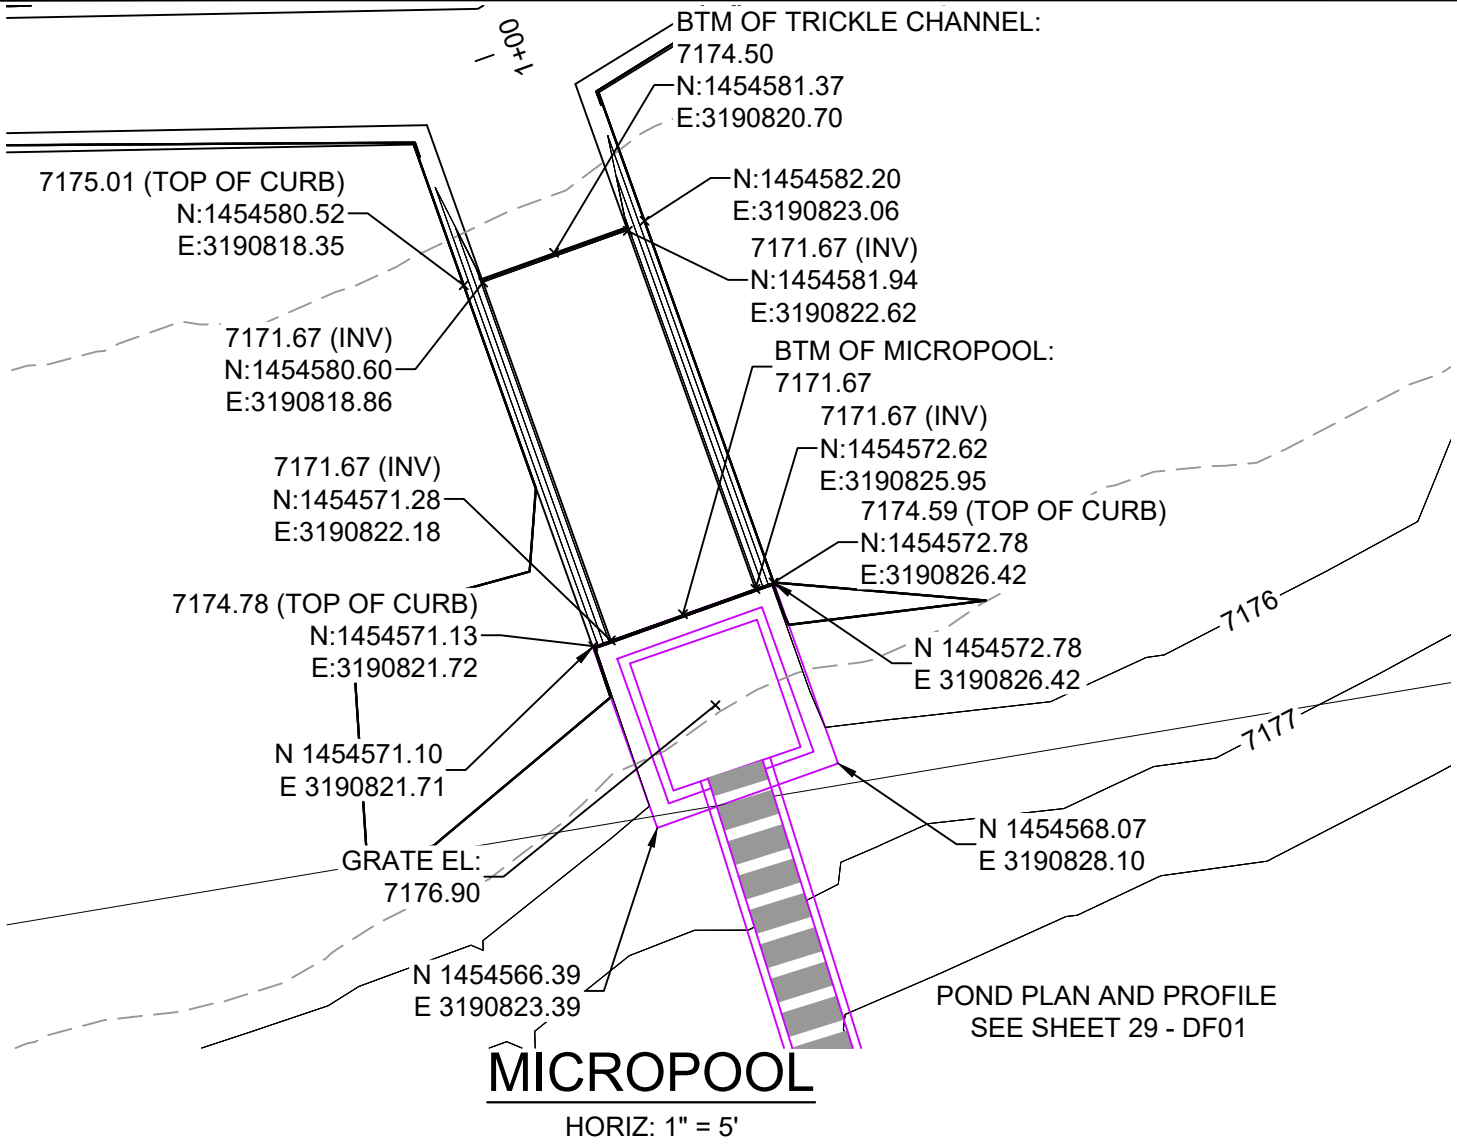 1+00
BTM OF TRICKLE CHANNEL:
7174.50
N:1454581.37
E:3190820.70
7175.01 (TOP OF CURB)
N:1454580.52
E:3190818.35
N:1454582.20
E:3190823.06
7171.67 (INV)
N:1454581.94
E:3190822.62
7171.67 (INV)
N:1454580.60
E:3190818.86
BTM OF MICROPOOL:
7171.67
7171.67 (INV)
N:1454572.62
E:3190825.95
7171.67 (INV)
N:1454571.28
E:3190822.18
7174.59 (TOP OF CURB)
N:1454572.78
E:3190826.42
7174.78 (TOP OF CURB)
N:1454571.13
E:3190821.72
7176
N 1454572.78
E 3190826.42
7177
N 1454571.10
E 3190821.71
N 1454568.07
E 3190828.10
GRATE EL:
7176.90
N 1454566.39
E 3190823.39
POND PLAN AND PROFILE
SEE SHEET 29 - DF01
MICROPOOL
HORIZ: 1" = 5'